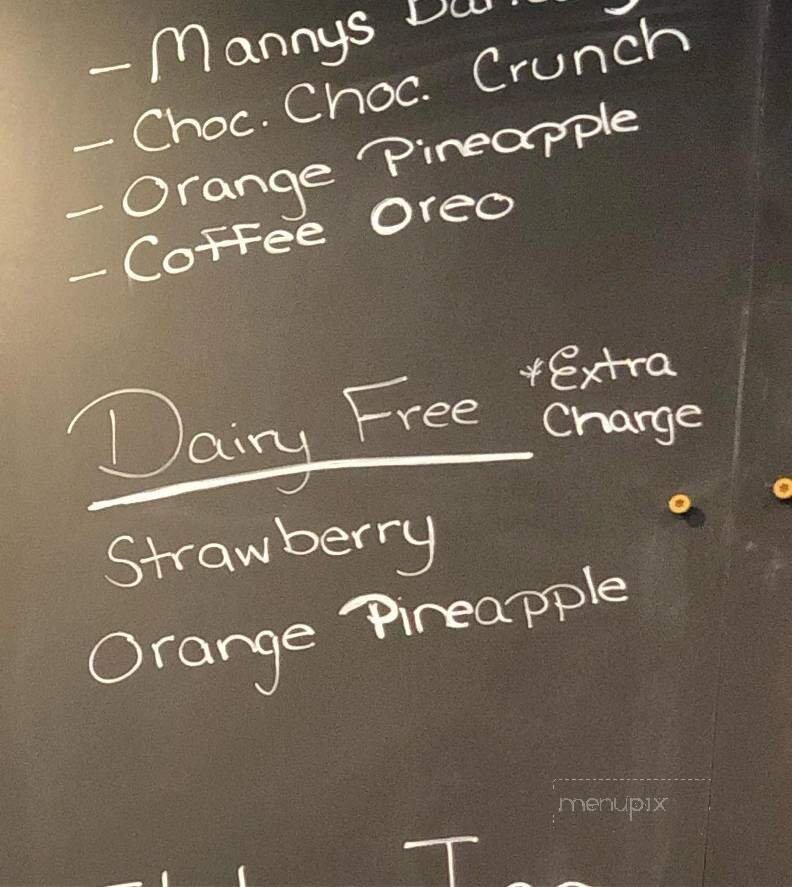 - Mannys
- Choc. Choc. Crunch
- Orange Pineapple
- Coffee Oreo
Dairy Free *Extra Charge
Strawberry
Orange Pineapple
menupix